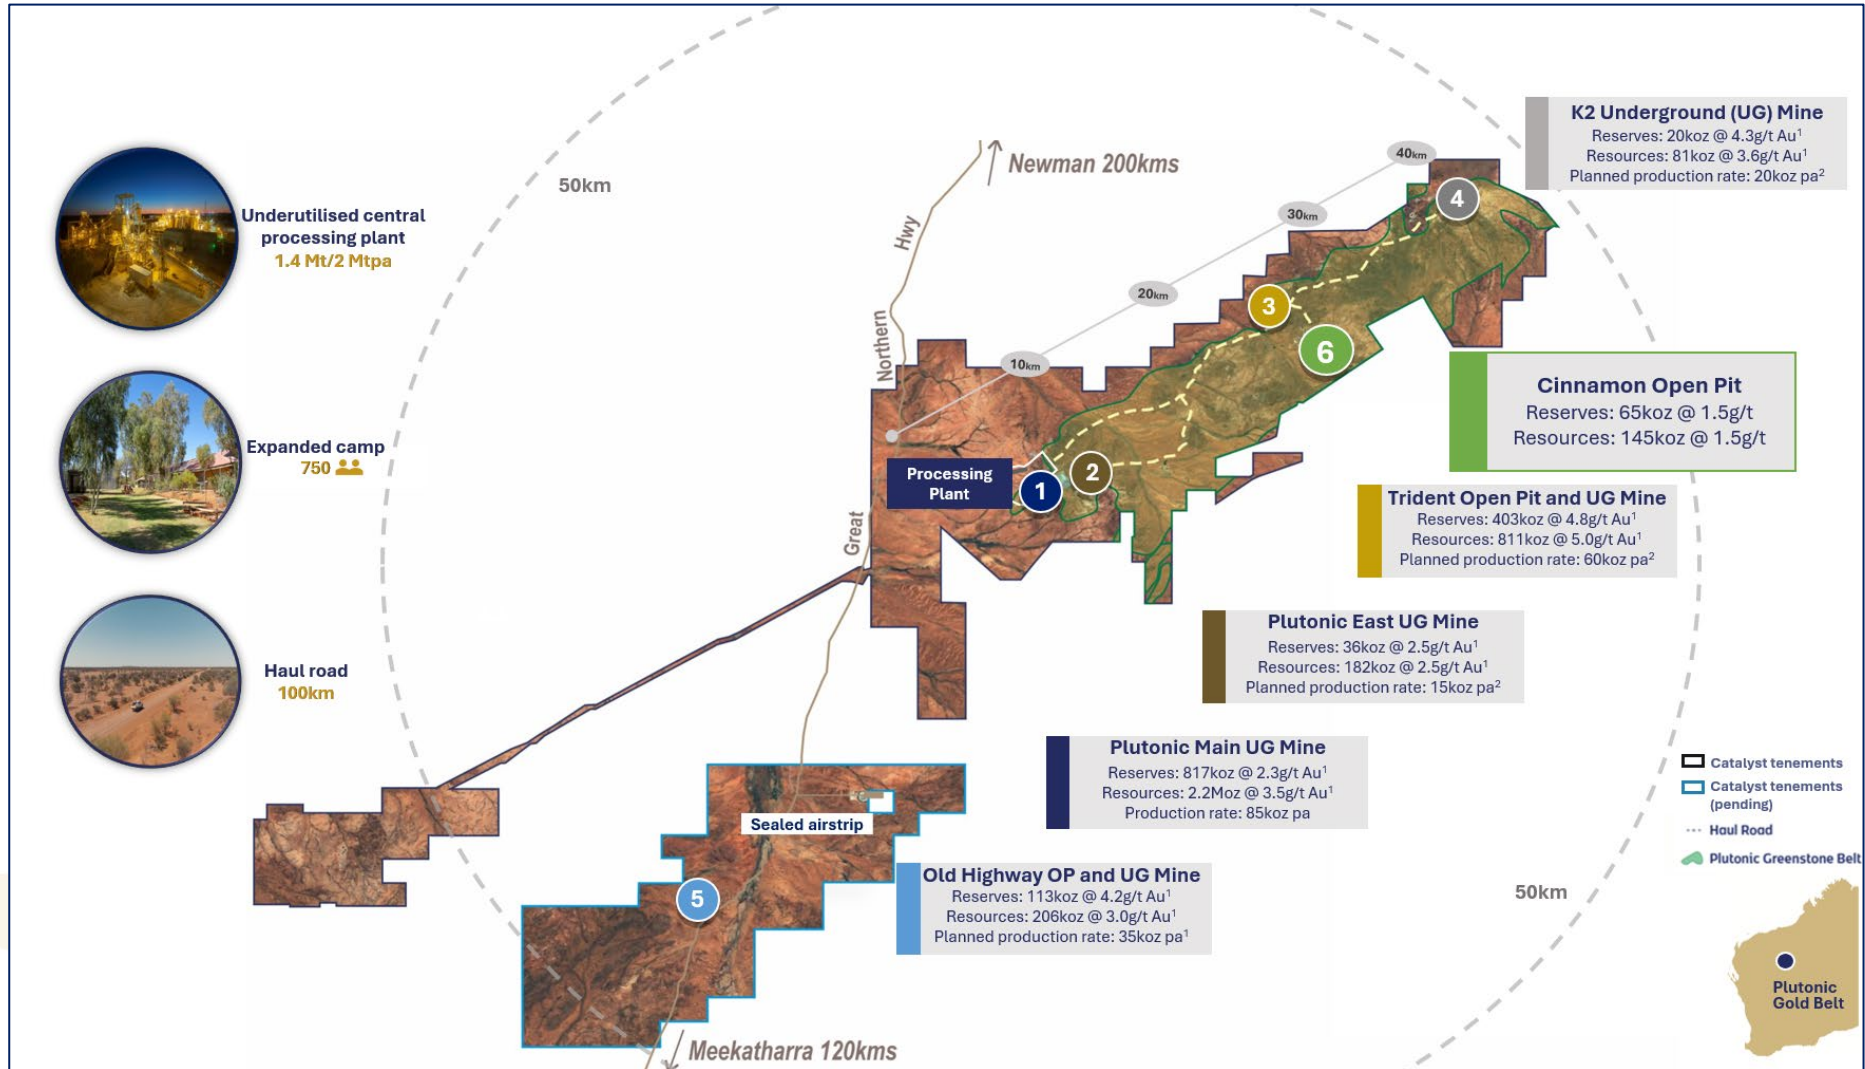 Underutilised central
processing plant
1.4 Mt/2 Mtpa
Expanded camp
750
Haul road
100km
50km
Newman 200kms
Great Northern Hwy
10km
20km
30km
40km
Processing
Plant
1
2
3
4
5
6
Sealed airstrip
Meekatharra 120kms
K2 Underground (UG) Mine
Reserves: 20koz @ 4.3g/t Au¹
Resources: 81koz @ 3.6g/t Au¹
Planned production rate: 20koz pa²
Cinnamon Open Pit
Reserves: 65koz @ 1.5g/t
Resources: 145koz @ 1.5g/t
Trident Open Pit and UG Mine
Reserves: 403koz @ 4.8g/t Au¹
Resources: 811koz @ 5.0g/t Au¹
Planned production rate: 60koz pa²
Plutonic East UG Mine
Reserves: 36koz @ 2.5g/t Au¹
Resources: 182koz @ 2.5g/t Au¹
Planned production rate: 15koz pa²
Plutonic Main UG Mine
Reserves: 817koz @ 2.3g/t Au¹
Resources: 2.2Moz @ 3.5g/t Au¹
Production rate: 85koz pa
Old Highway OP and UG Mine
Reserves: 113koz @ 4.2g/t Au¹
Resources: 206koz @ 3.0g/t Au¹
Planned production rate: 35koz pa¹
Catalyst tenements
Catalyst tenements
(pending)
Haul Road
Plutonic Greenstone Belt
50km
Plutonic
Gold Belt